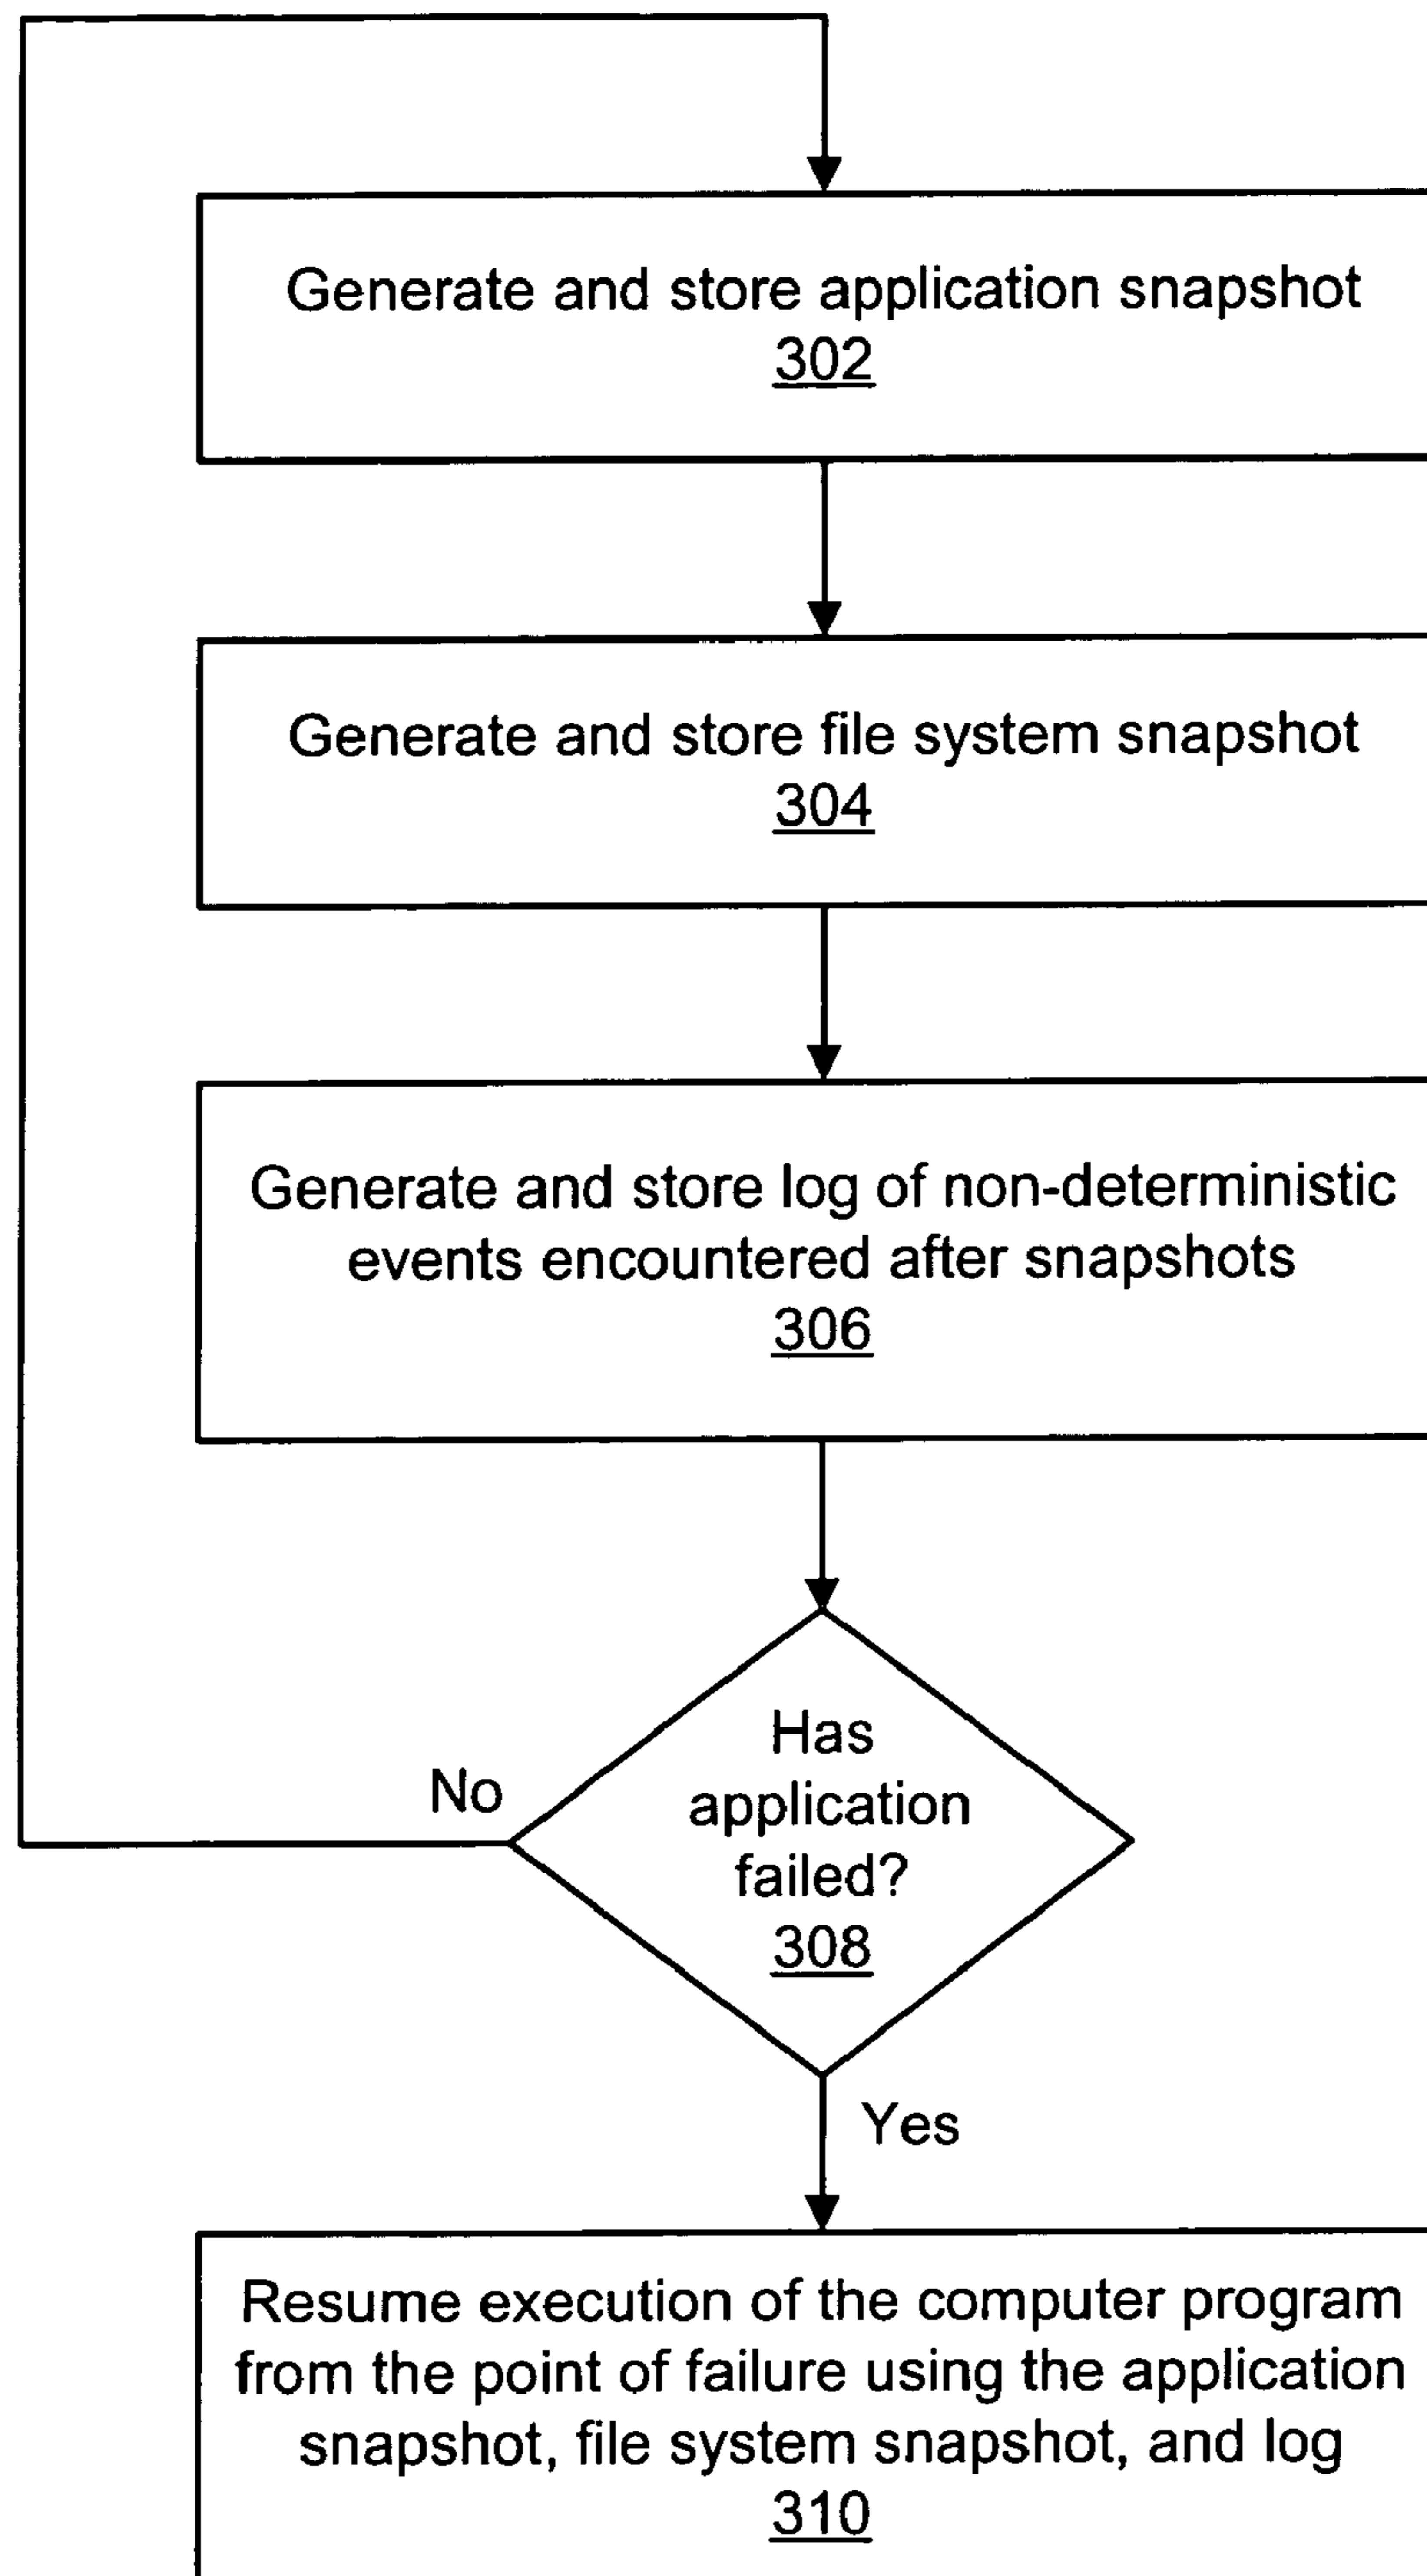 Generate and store application snapshot
302
Generate and store file system snapshot
304
Generate and store log of non-deterministic
events encountered after snapshots
306
Has
application
failed?
308
No
Yes
Resume execution of the computer program
from the point of failure using the application
snapshot, file system snapshot, and log
310